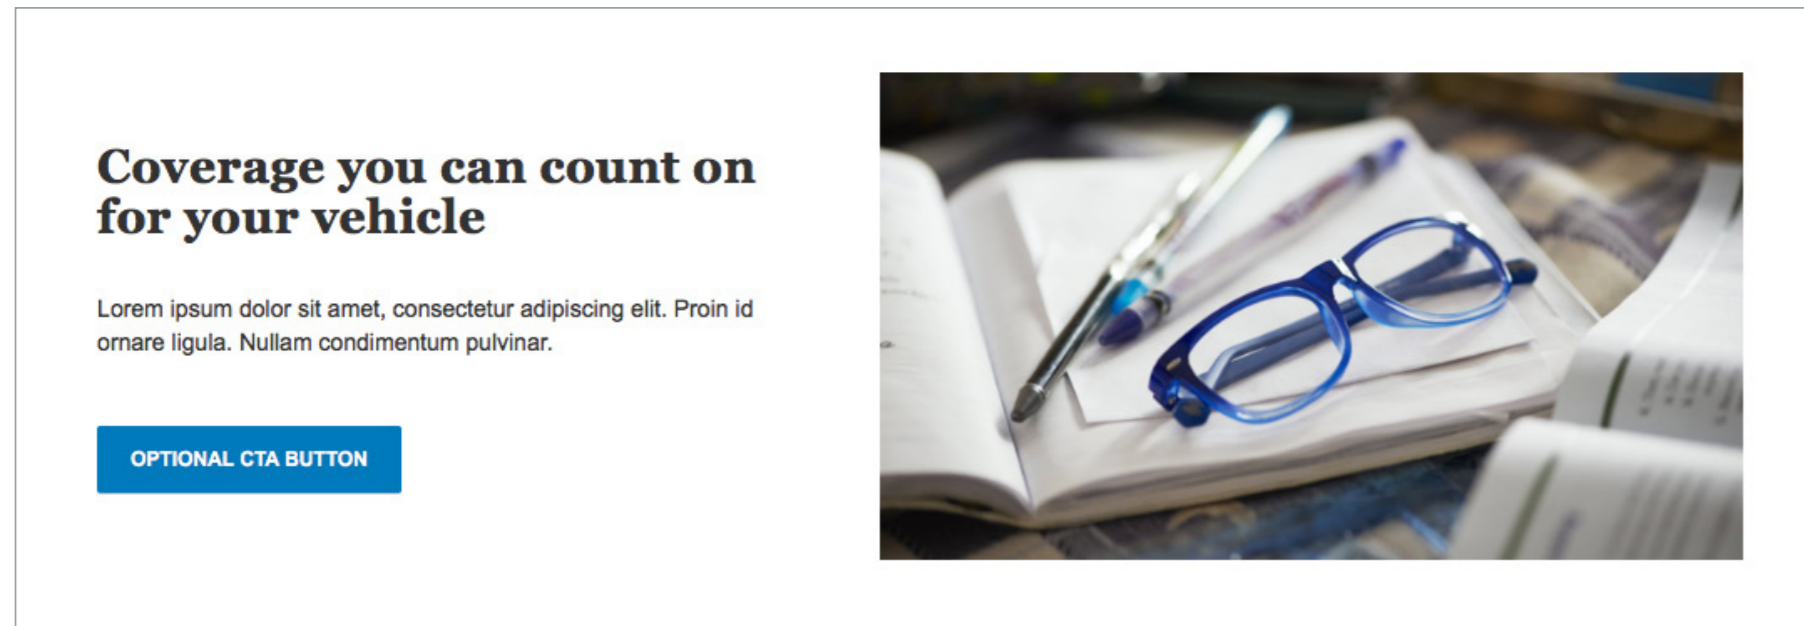 Coverage you can count on
for your vehicle
Lorem ipsum dolor sit amet, consectetur adipiscing elit. Proin id
ornare ligula. Nullam condimentum pulvinar.
OPTIONAL CTA BUTTON